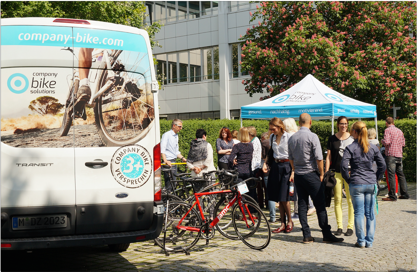 company-bike.com
company
bike
solutions
COMPANY BIKE
3+
VERSPRECHEN
TRANSIT
bike